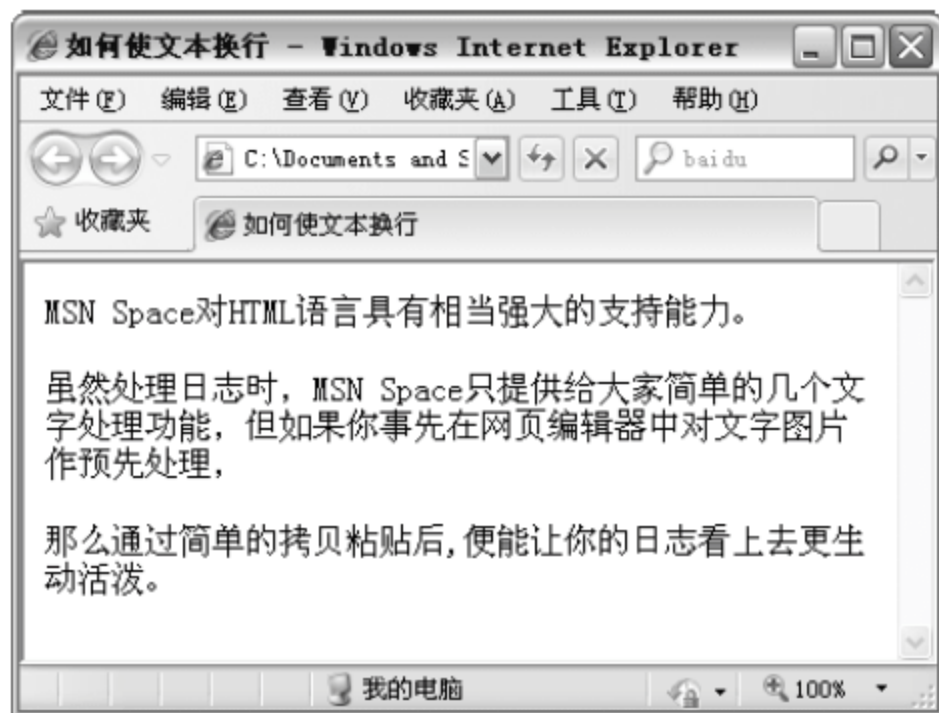 如何使文本换行 - Windows Internet Explorer
文件(F) 编辑(E) 查看(V) 收藏夹(A) 工具(T) 帮助(H)
C:\Documents and S baidu
收藏夹 如何使文本换行
MSN Space对HTML语言具有相当强大的支持能力。
虽然处理日志时，MSN Space只提供给大家简单的几个文
字处理功能，但如果你事先在网页编辑器中对文字图片
作预先处理，
那么通过简单的拷贝粘贴后,便能让你的日志看上去更生
动活泼。
我的电脑 100%